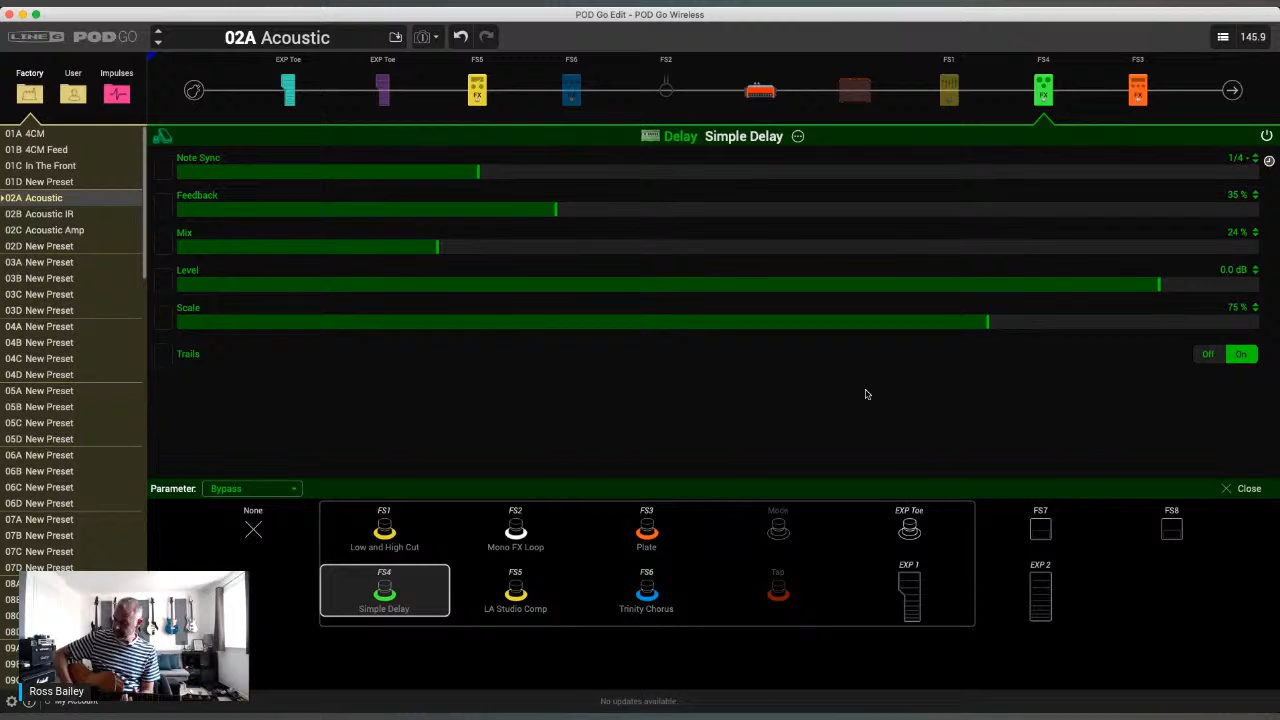 POD Go Edit - POD Go Wireless
LINE 6 POD GO
02A Acoustic
145.9
Factory User Impulses
EXP Toe EXP Toe FS5 FS6 FS2 FS1 FS4 FS3
FX FX FX
Delay Simple Delay
01A 4CM
01B 4CM Feed
01C In The Front
01D New Preset
02A Acoustic
02B Acoustic IR
02C Acoustic Amp
02D New Preset
03A New Preset
03B New Preset
03C New Preset
03D New Preset
04A New Preset
04B New Preset
04C New Preset
04D New Preset
05A New Preset
05B New Preset
05C New Preset
05D New Preset
06A New Preset
06B New Preset
06C New Preset
06D New Preset
07A New Preset
07B New Preset
07C New Preset
07D New Preset
Note Sync 1/4
Feedback 35 %
Mix 24 %
Level 0.0 dB
Scale 75 %
Trails Off On
Parameter: Bypass Close
None FS1 FS2 FS3 Mode EXP Toe FS7 FS8
Low and High Cut Mono FX Loop Plate
FS4 FS5 FS6 Tap EXP 1 EXP 2
Simple Delay LA Studio Comp Trinity Chorus
Ross Bailey
My Account
No updates available.